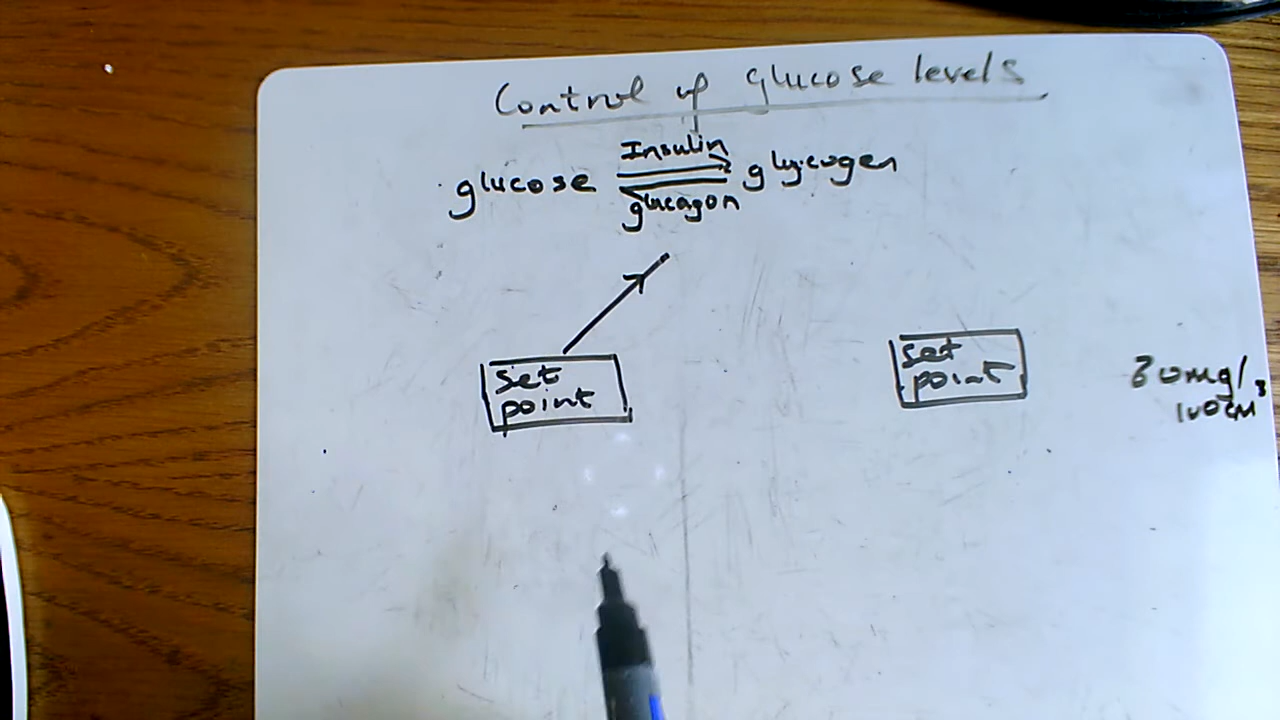 Control of glucose levels
Insulin
glucose
glycogen
glucagon
set
point
set
point
80mg/
100cm³